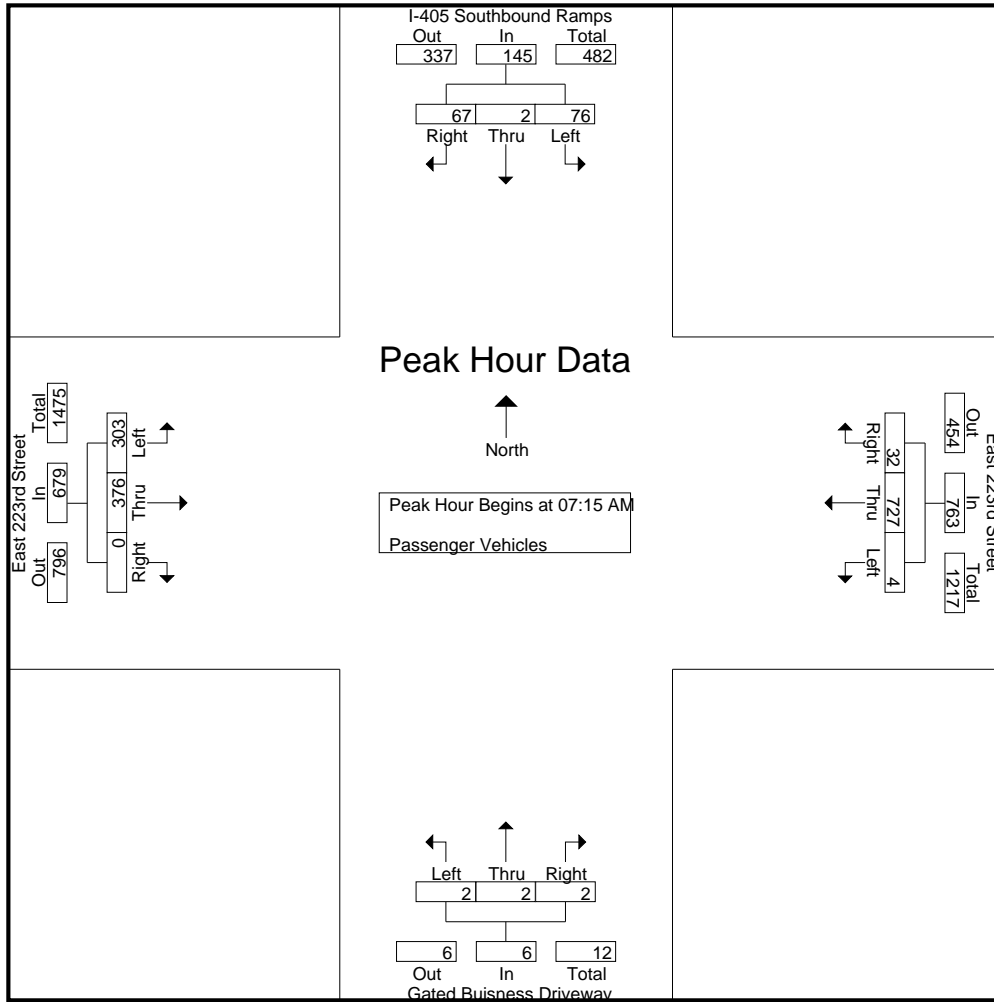 I-405 Southbound Ramps
Out In Total
337 145 482
67 2 76
Right Thru Left
Peak Hour Data
North
Peak Hour Begins at 07:15 AM
Passenger Vehicles
East 223rd Street
Total In Out
1475 679 796
303 376 0
Left Thru Right
East 223rd Street
Out In Total
454 763 1217
32 727 4
Right Thru Left
Left Thru Right
2 2 2
6 6 12
Out In Total
Gated Buisness Driveway